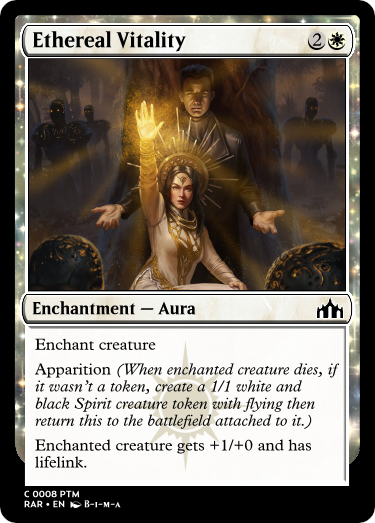 Ethereal Vitality 2
Enchantment — Aura
Enchant creature
Apparition (When enchanted creature dies, if
it wasn't a token, create a 1/1 white and
black Spirit creature token with flying then
return this to the battlefield attached to it.)
Enchanted creature gets +1/+0 and has
lifelink.
C 0008 PTM
RAR • EN B-I-M-A